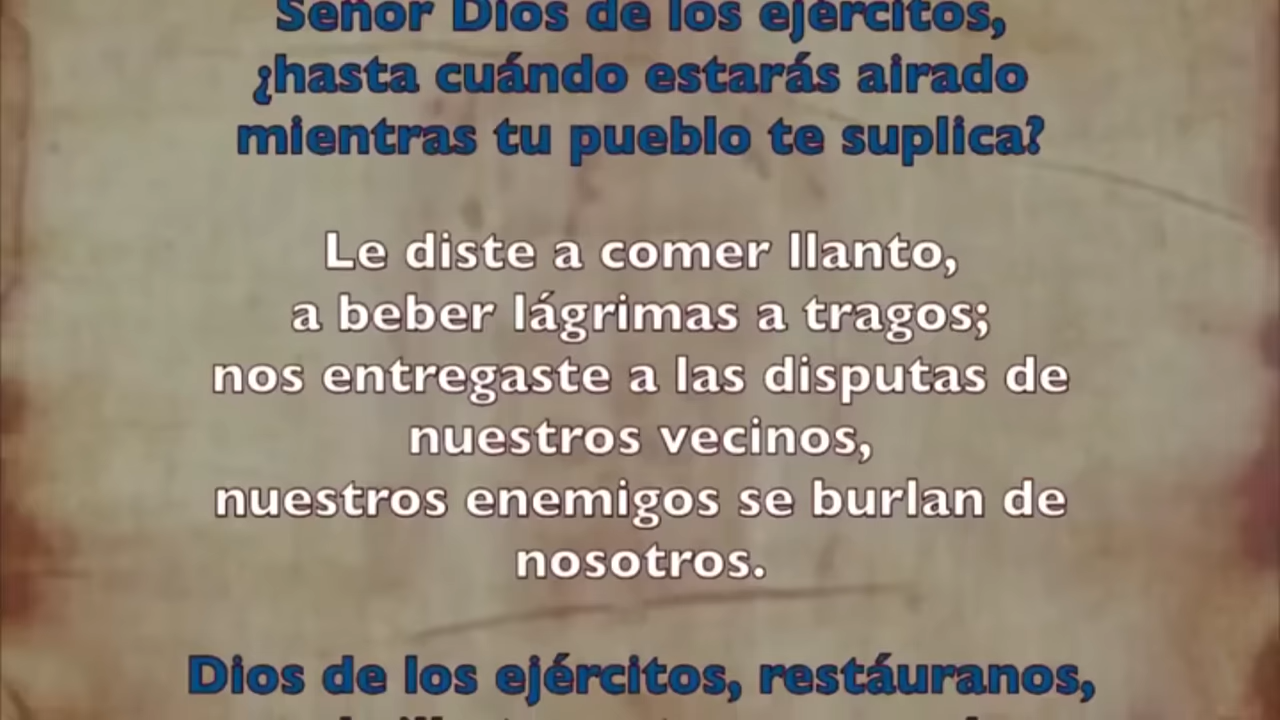 Señor Dios de los ejércitos,
¿hasta cuándo estarás airado
mientras tu pueblo te suplica?
Le diste a comer llanto,
a beber lágrimas a tragos;
nos entregaste a las disputas de
nuestros vecinos,
nuestros enemigos se burlan de
nosotros.
Dios de los ejércitos, restáuranos,